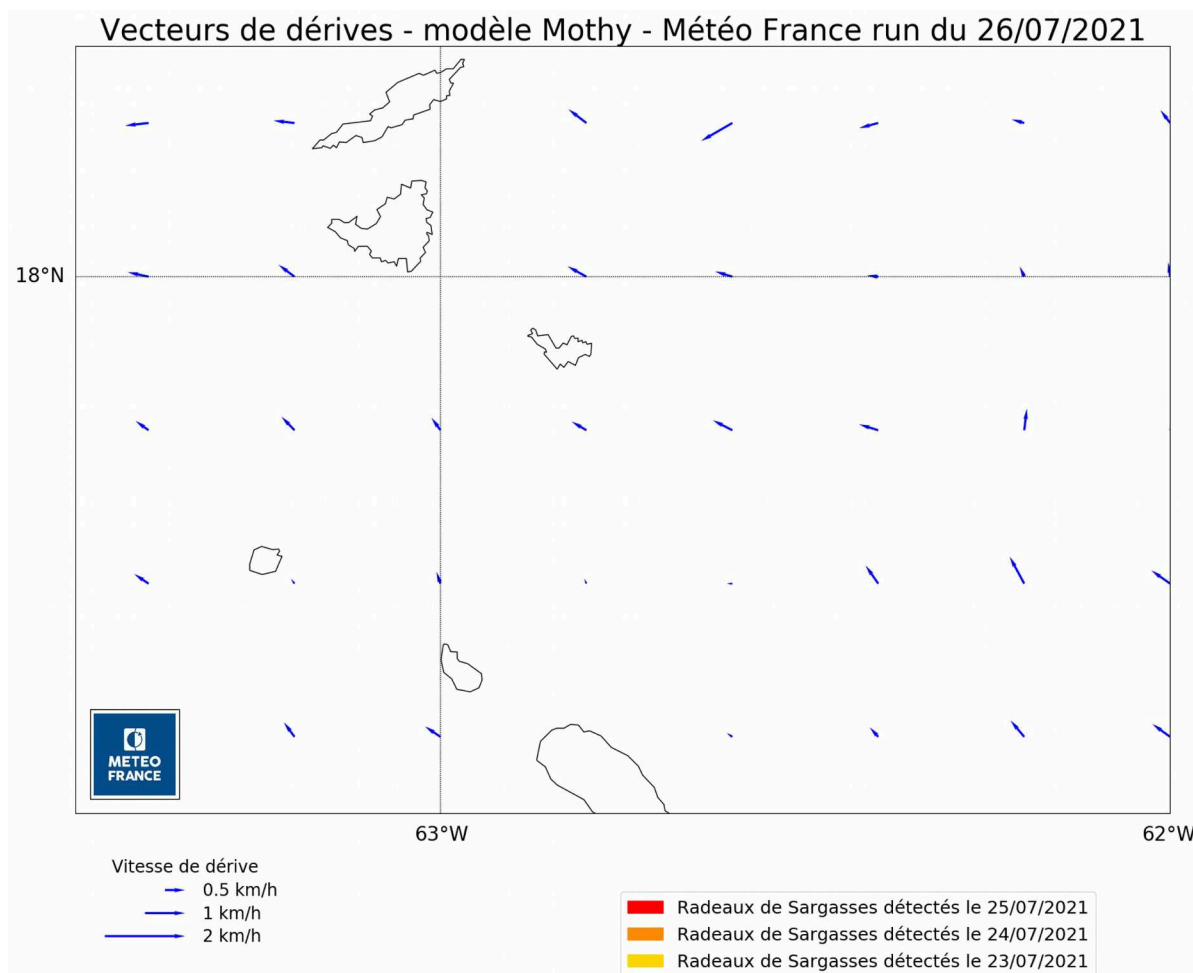 Vecteurs de dérives - modèle Mothy - Météo France run du 26/07/2021
18°N
METEO
FRANCE
63°W
62°W
Vitesse de dérive
0.5 km/h
1 km/h
2 km/h
Radeaux de Sargasses détectés le 25/07/2021
Radeaux de Sargasses détectés le 24/07/2021
Radeaux de Sargasses détectés le 23/07/2021